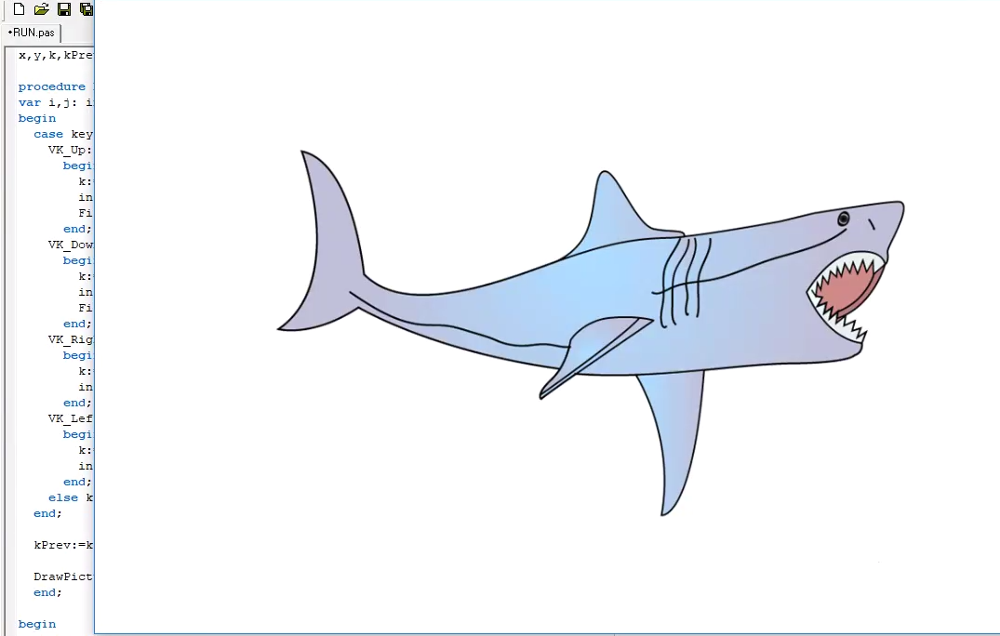 •RUN.pas
x,y,k,kPre
procedure
var i,j: i
begin
case key
VK_Up:
begi
k:
in
Fi
end;
VK_Dow
begi
k:
in
Fi
end;
VK_Rig
begi
k:
in
end;
VK_Lef
begi
k:
in
end;
else k
end;
kPrev:=k
DrawPict
end;
begin